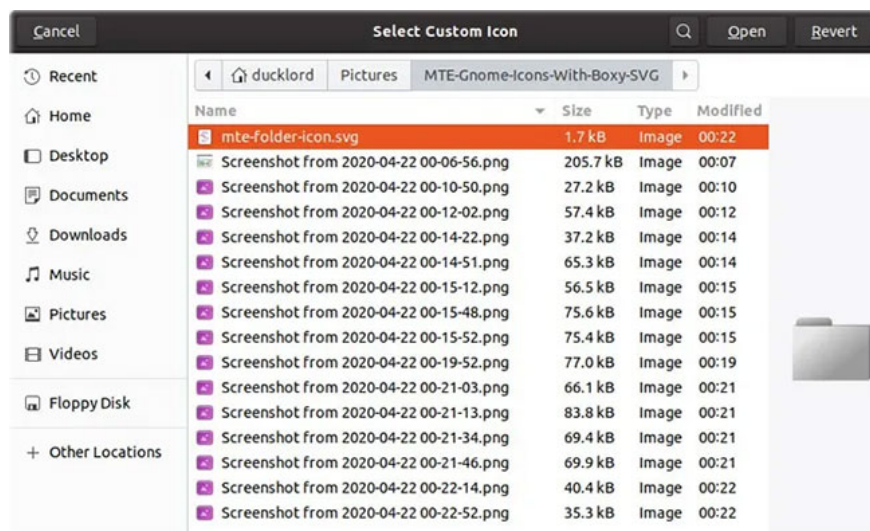 Cancel Select Custom Icon Open Revert
Recent
Home
Desktop
Documents
Downloads
Music
Pictures
Videos
Floppy Disk
+ Other Locations
ducklord Pictures MTE-Gnome-Icons-With-Boxy-SVG
Name Size Type Modified
mte-folder-icon.svg 1.7 kB Image 00:22
Screenshot from 2020-04-22 00-06-56.png 205.7 kB Image 00:07
Screenshot from 2020-04-22 00-10-50.png 27.2 kB Image 00:10
Screenshot from 2020-04-22 00-12-02.png 57.4 kB Image 00:12
Screenshot from 2020-04-22 00-14-22.png 37.2 kB Image 00:14
Screenshot from 2020-04-22 00-14-51.png 65.3 kB Image 00:14
Screenshot from 2020-04-22 00-15-12.png 56.5 kB Image 00:15
Screenshot from 2020-04-22 00-15-48.png 75.6 kB Image 00:15
Screenshot from 2020-04-22 00-15-52.png 75.4 kB Image 00:15
Screenshot from 2020-04-22 00-19-52.png 77.0 kB Image 00:19
Screenshot from 2020-04-22 00-21-03.png 66.1 kB Image 00:21
Screenshot from 2020-04-22 00-21-13.png 83.8 kB Image 00:21
Screenshot from 2020-04-22 00-21-34.png 69.4 kB Image 00:21
Screenshot from 2020-04-22 00-21-46.png 69.9 kB Image 00:21
Screenshot from 2020-04-22 00-22-14.png 40.4 kB Image 00:22
Screenshot from 2020-04-22 00-22-52.png 35.3 kB Image 00:22